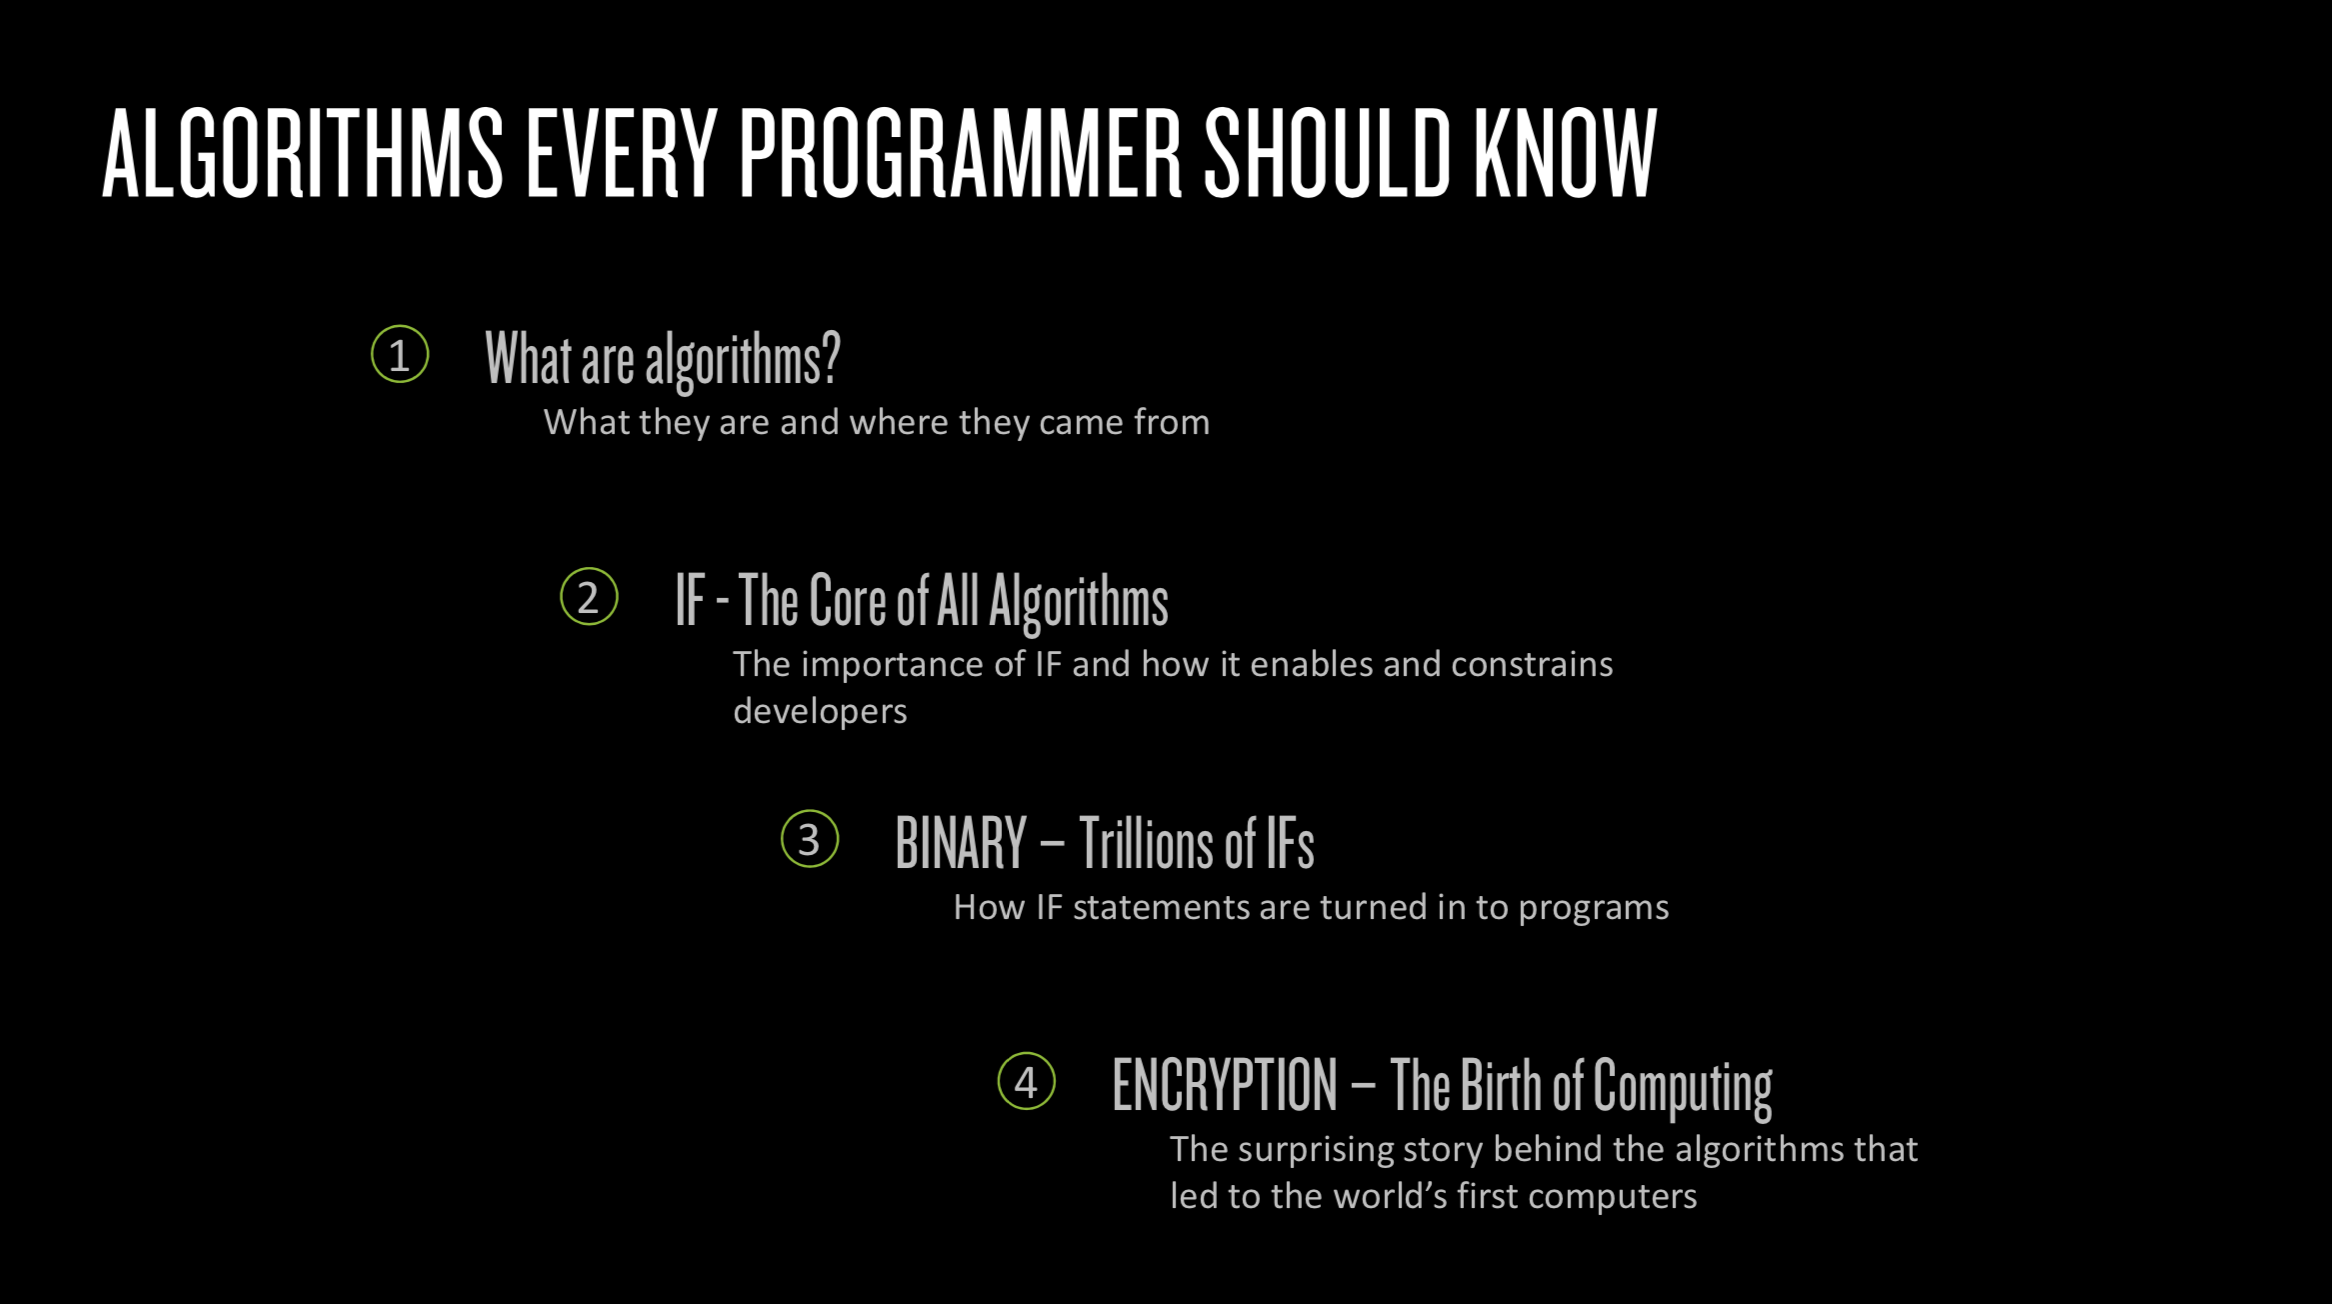 ALGORITHMS EVERY PROGRAMMER SHOULD KNOW
1 What are algorithms?
What they are and where they came from
2 IF - The Core of All Algorithms
The importance of IF and how it enables and constrains
developers
3 BINARY – Trillions of IFs
How IF statements are turned in to programs
4 ENCRYPTION – The Birth of Computing
The surprising story behind the algorithms that
led to the world’s first computers